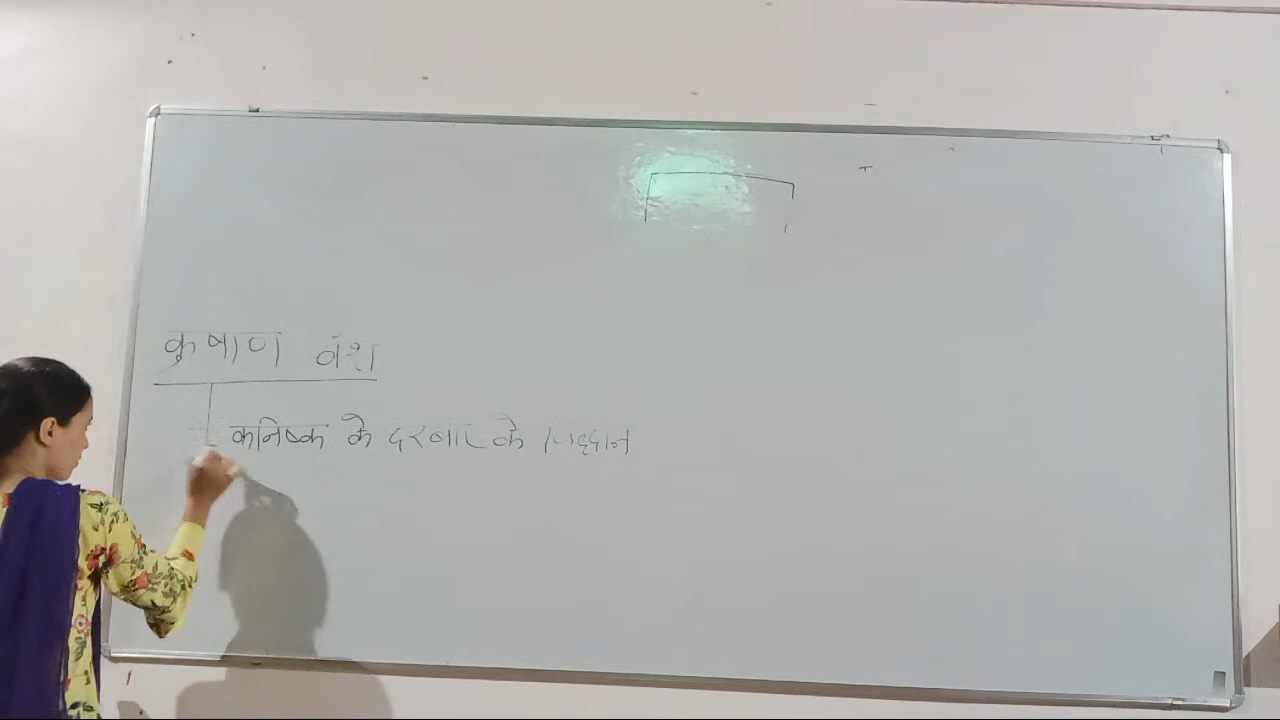 कुषाण वंश
कनिष्क के दरबार के विद्दान